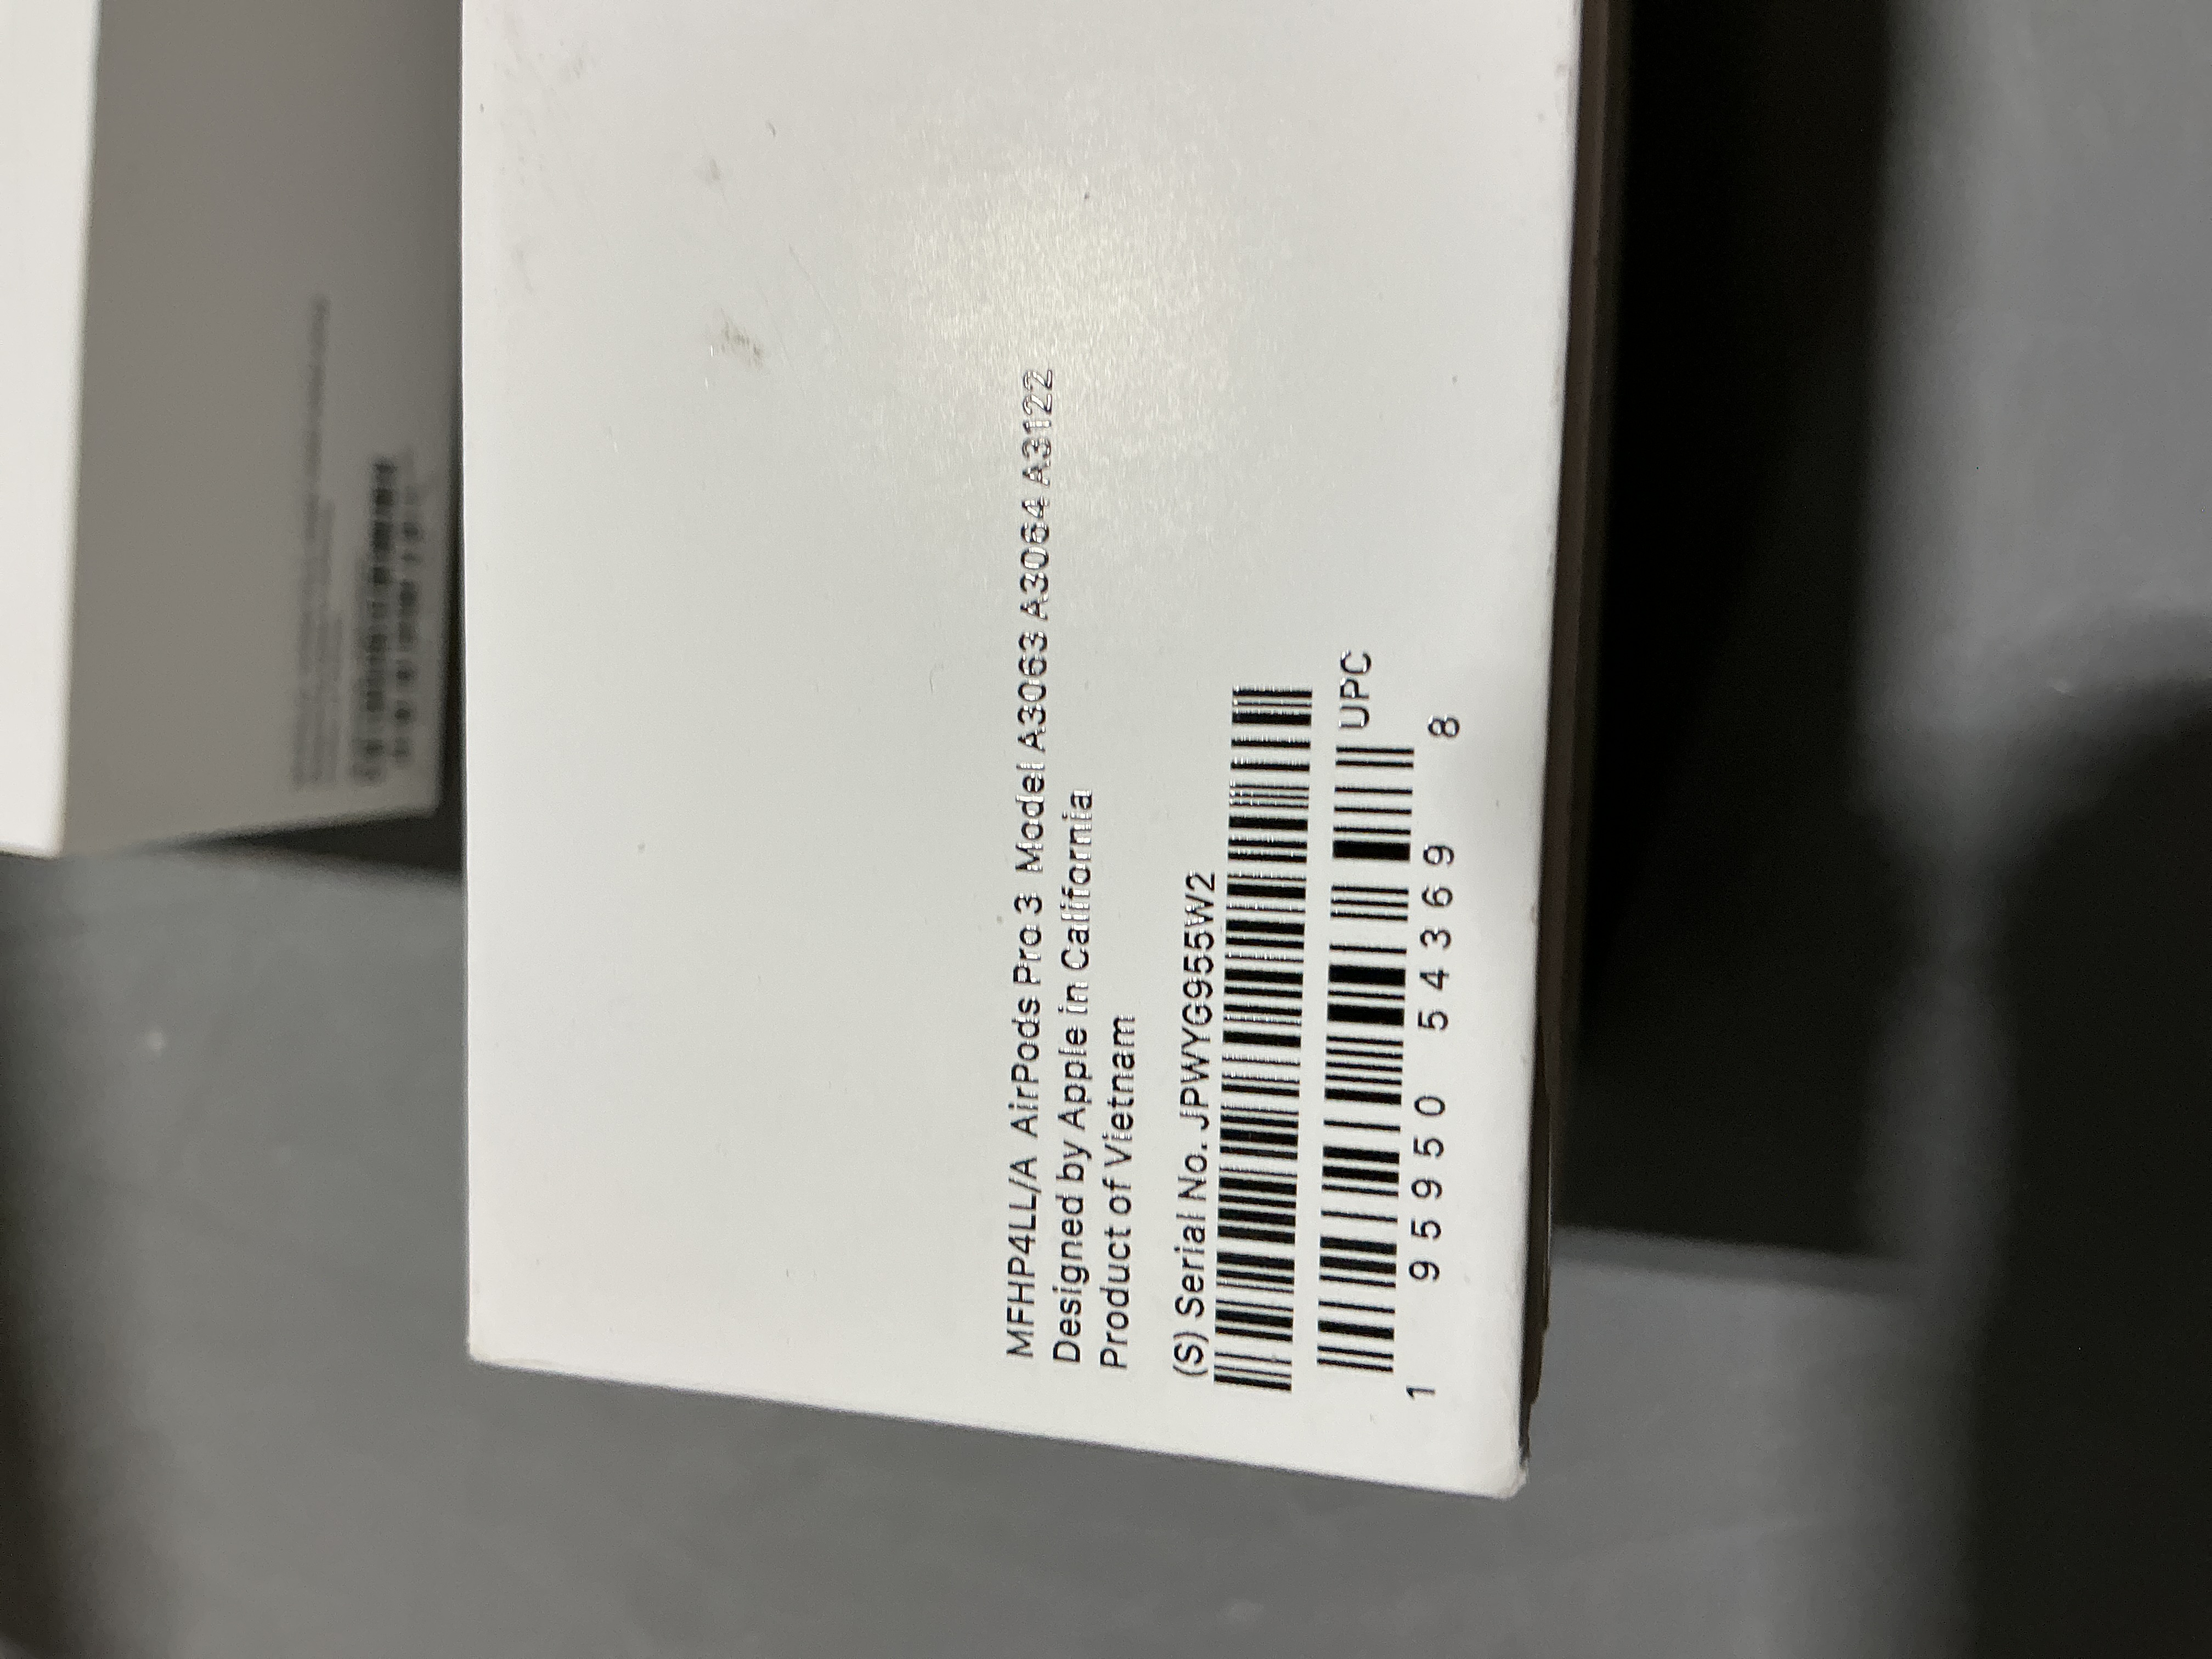 MFHP4LL/A AirPods Pro 3 Model A3063 A3064 A3122
Designed by Apple in California
Product of Vietnam
(S) Serial No. JPWYG955W2
UPC
1 95950 54369 8